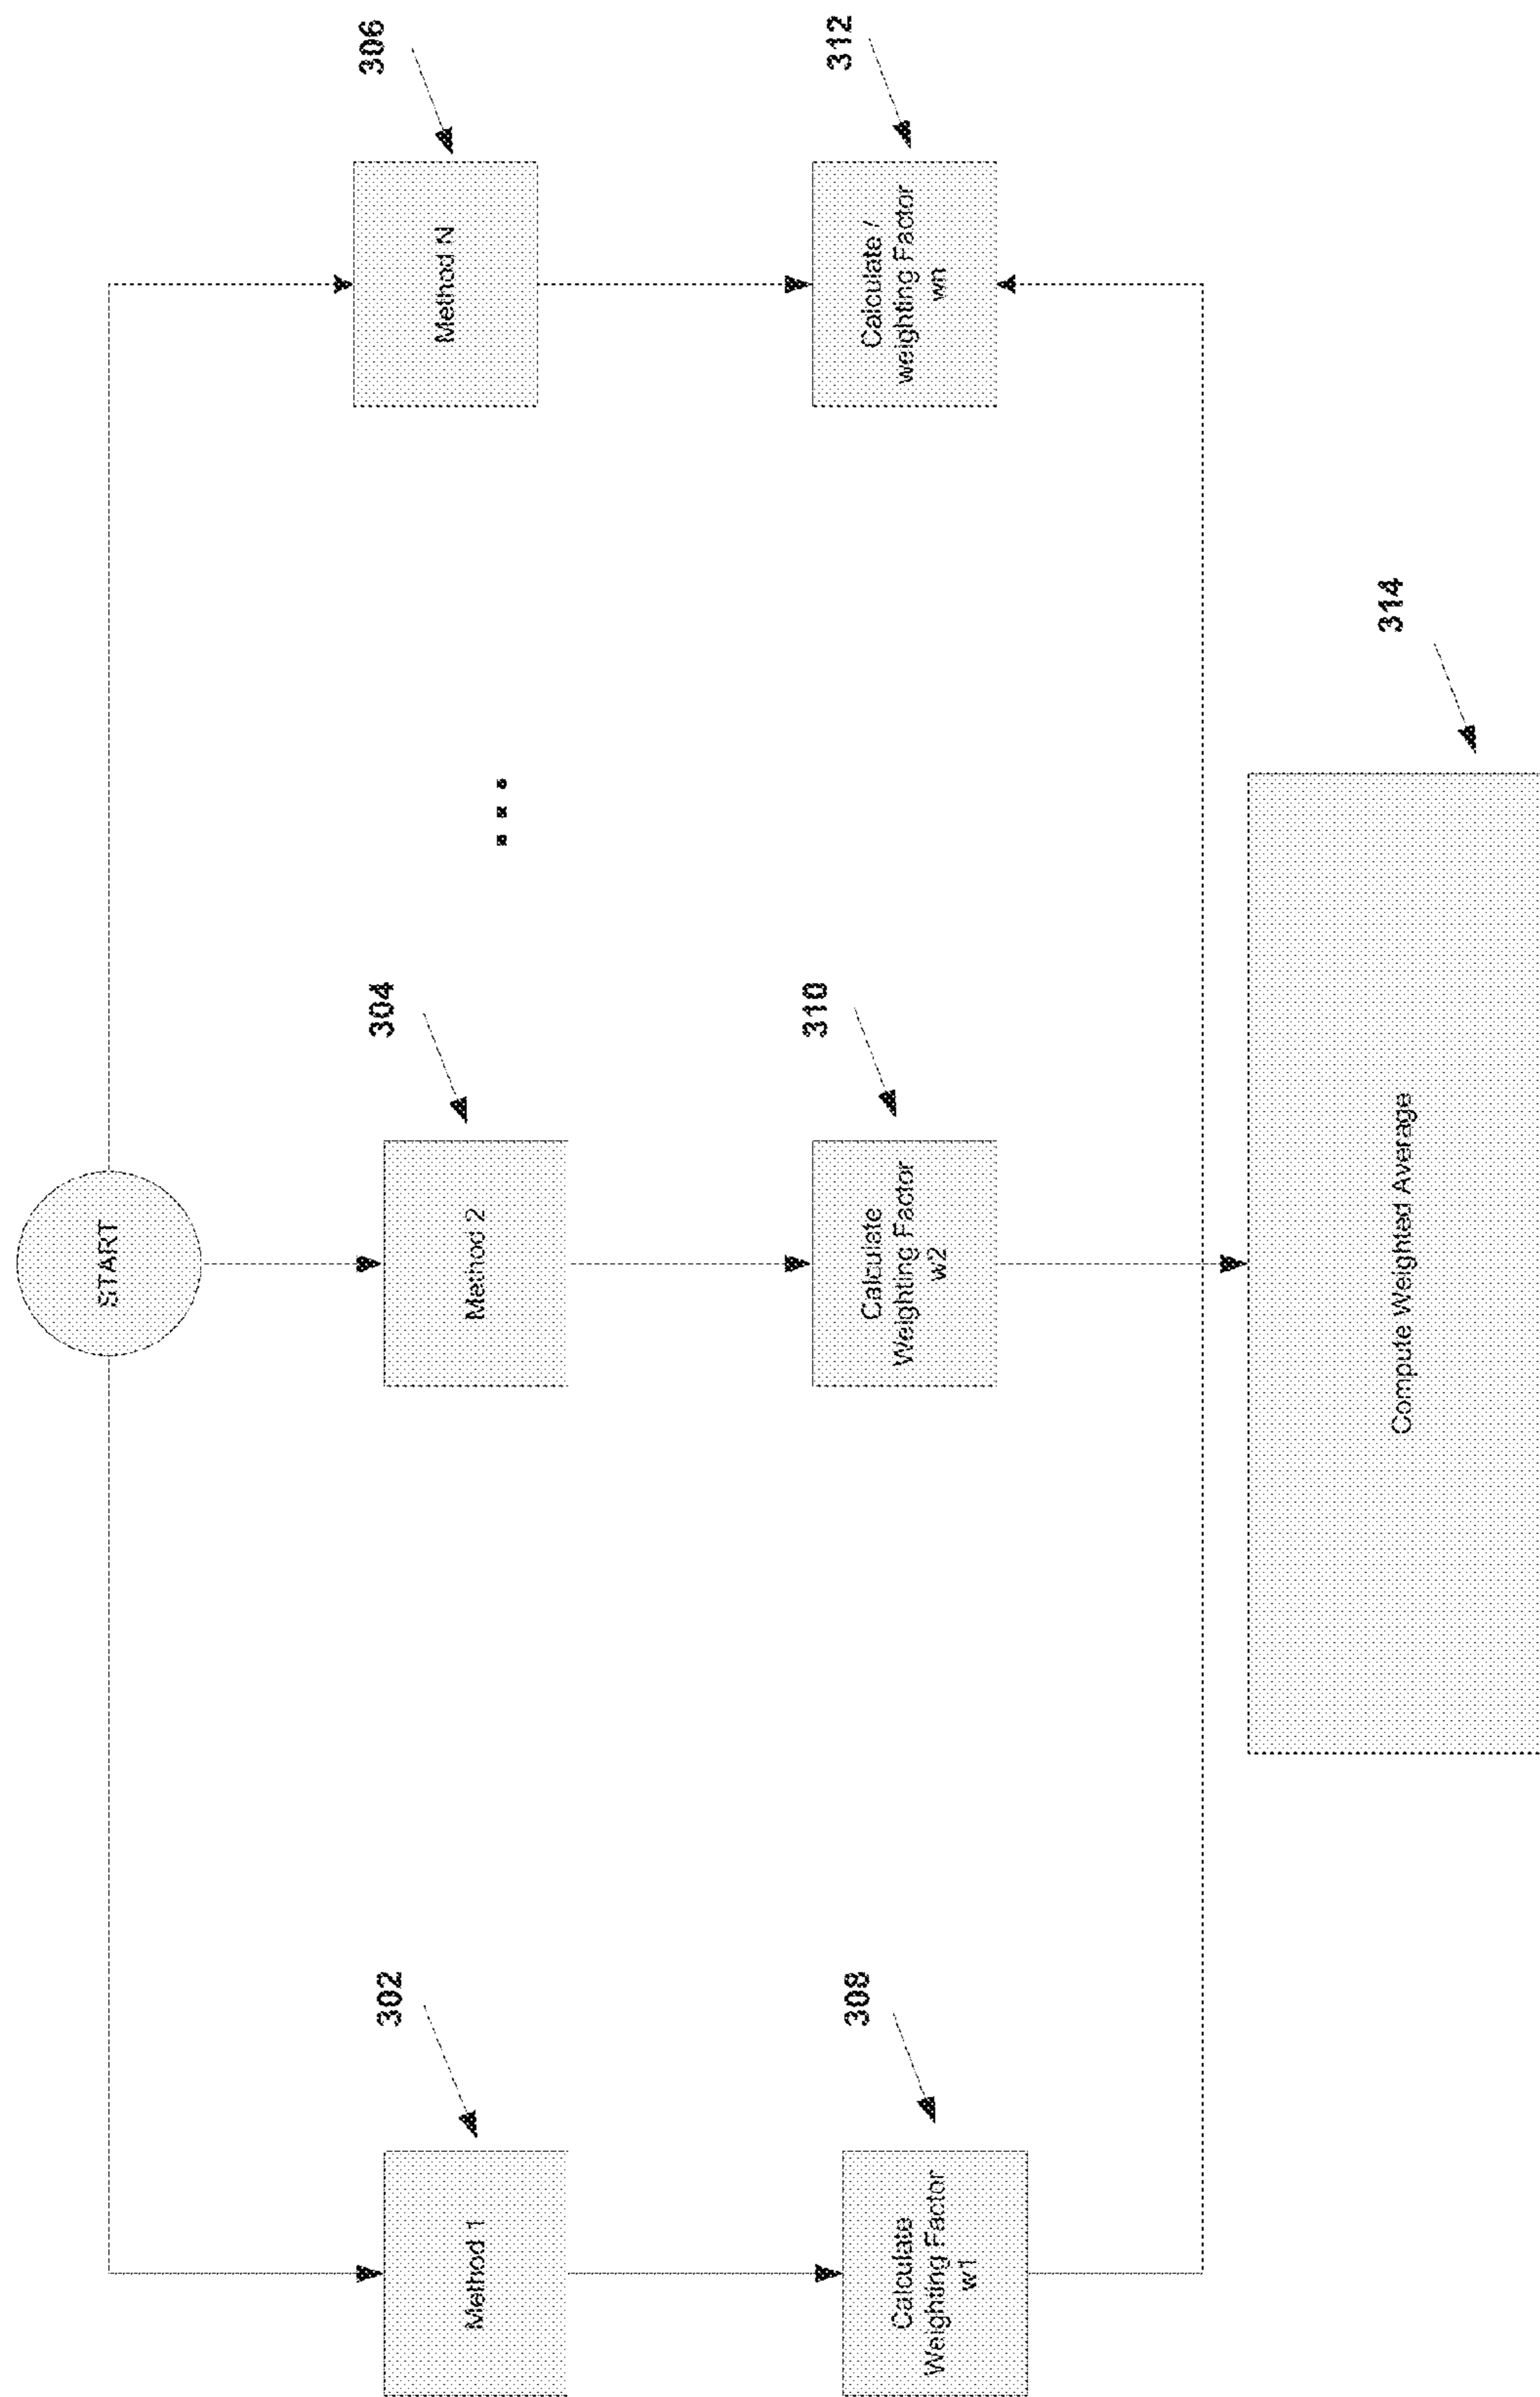 START
302
Method 1
304
Method 2
...
306
Method N
308
Calculate
Weighting Factor
w1
310
Calculate
Weighting Factor
w2
312
Calculate /
weighting Factor
wn
314
Compute Weighted Average